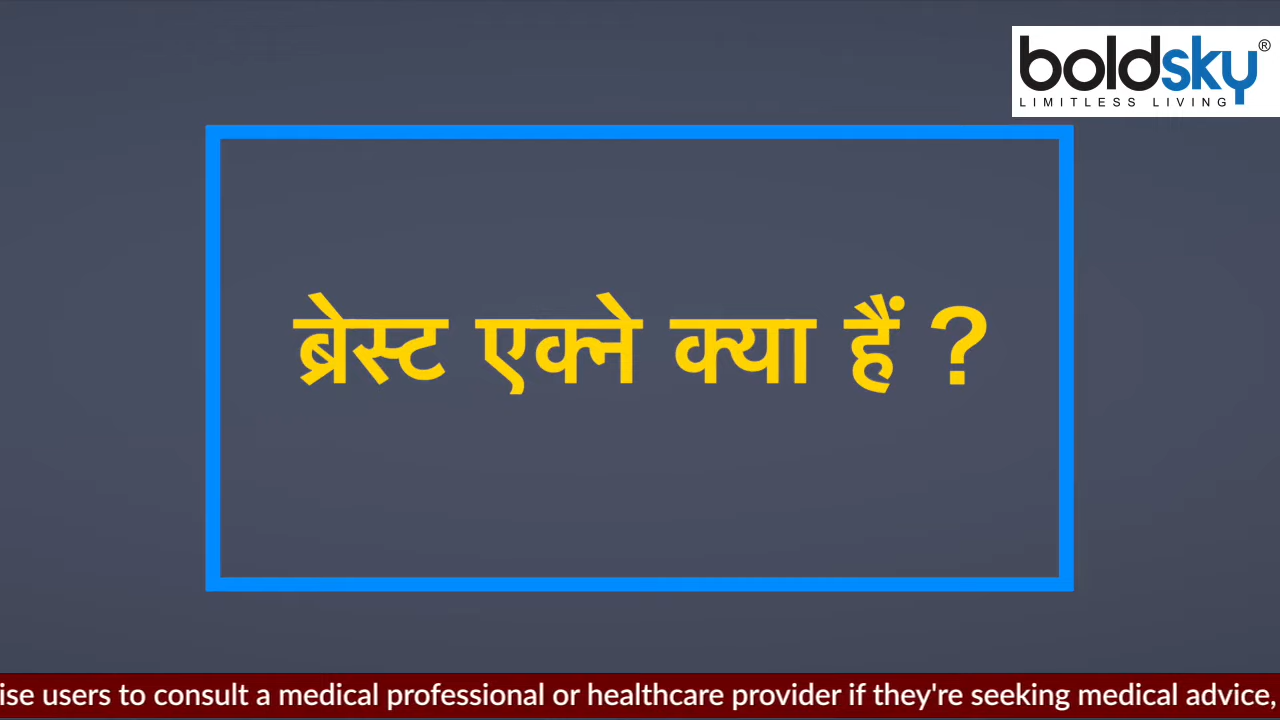 boldsky®
LIMITLESS LIVING
ब्रेस्ट एक्ने क्या हैं ?
ise users to consult a medical professional or healthcare provider if they're seeking medical advice,